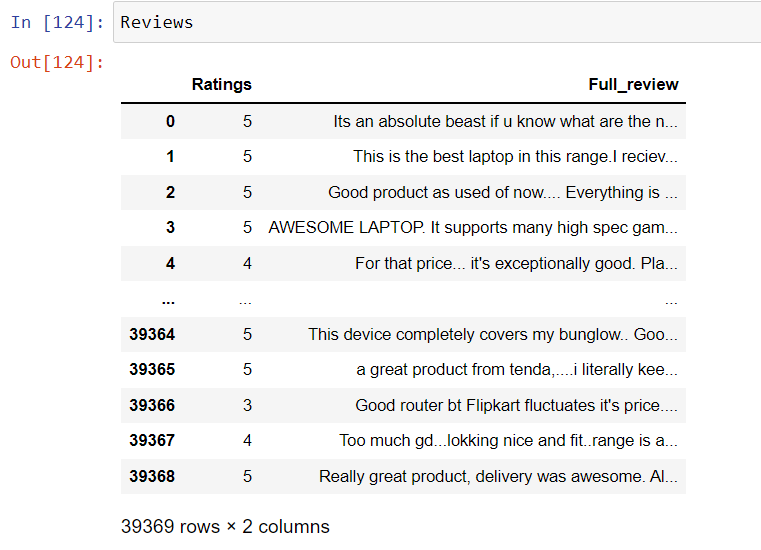 In [124]: Reviews
Out[124]:
Ratings Full_review
0 5 Its an absolute beast if u know what are the n...
1 5 This is the best laptop in this range.I reciev...
2 5 Good product as used of now.... Everything is ...
3 5 AWESOME LAPTOP. It supports many high spec gam...
4 4 For that price... it's exceptionally good. Pla...
... ... ...
39364 5 This device completely covers my bunglow.. Goo...
39365 5 a great product from tenda,....i literally kee...
39366 3 Good router bt Flipkart fluctuates it's price....
39367 4 Too much gd...lokking nice and fit..range is a...
39368 5 Really great product, delivery was awesome. Al...
39369 rows × 2 columns